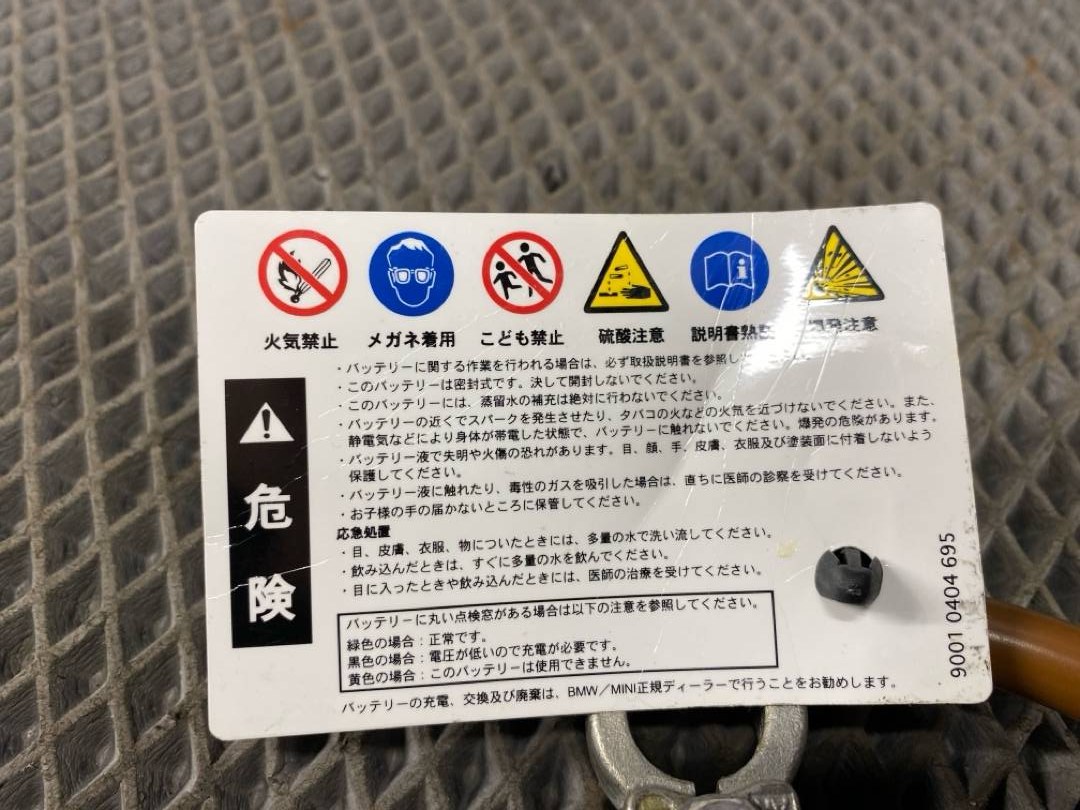 火気禁止 メガネ着用 こども禁止 硫酸注意 説明書熟 発注意
・バッテリーに関する作業を行われる場合は、必ず取扱説明書を参照し
・このバッテリーは密封式です。決して開封しないでください。
・このバッテリーには、蒸留水の補充は絶対に行わないでください。
・バッテリーの近くでスパークを発生させたり、タバコの火などの火気を近づけないでください。また、
静電気などにより身体が帯電した状態で、バッテリーに触れないでください。爆発の危険があります。
・バッテリー液で失明や火傷の恐れがあります。目、顔、手、皮膚、衣服及び塗装面に付着しないよう
保護してください。
・バッテリー液に触れたり、毒性のガスを吸引した場合は、直ちに医師の診察を受けてください。
・お子様の手の届かないところに保管してください。
危険
応急処置
・目、皮膚、衣服、物についたときには、多量の水で洗い流してください。
・飲み込んだときは、すぐに多量の水を飲んでください。
・目に入ったときや飲み込んだときには、医師の治療を受けてください。
バッテリーに丸い点検窓がある場合は以下の注意を参照してください。
緑色の場合：正常です。
黒色の場合：電圧が低いので充電が必要です。
黄色の場合：このバッテリーは使用できません。
バッテリーの充電、交換及び廃棄は、BMW／MINI正規ディーラーで行うことをお勧めします。
9001 0404 695